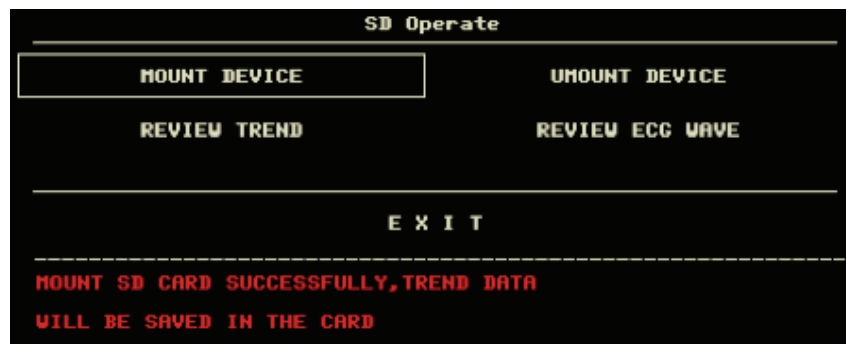 SD Operate
MOUNT DEVICE UMOUNT DEVICE
REVIEW TREND REVIEW ECG WAVE
E X I T
MOUNT SD CARD SUCCESSFULLY,TREND DATA
WILL BE SAVED IN THE CARD